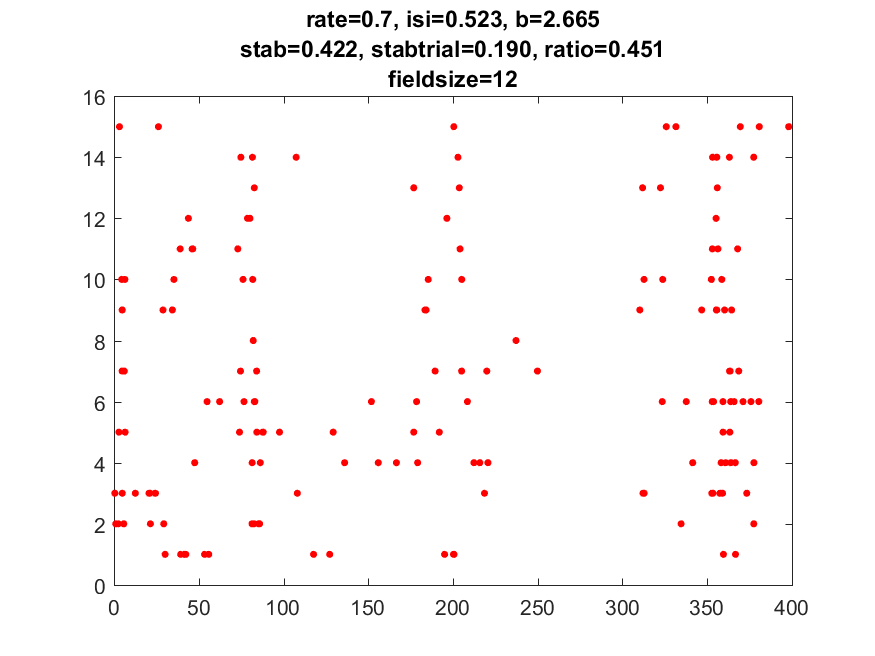 rate=0.7, isi=0.523, b=2.665
stab=0.422, stabtrial=0.190, ratio=0.451
fieldsize=12
16
14
12
10
8
6
4
2
0
0 50 100 150 200 250 300 350 400